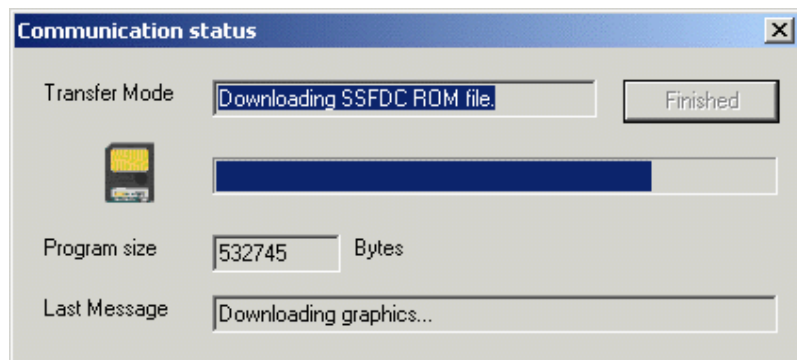 Communication status
Transfer Mode
Downloading SSFDC ROM file.
Finished
Program size
532745
Bytes
Last Message
Downloading graphics...